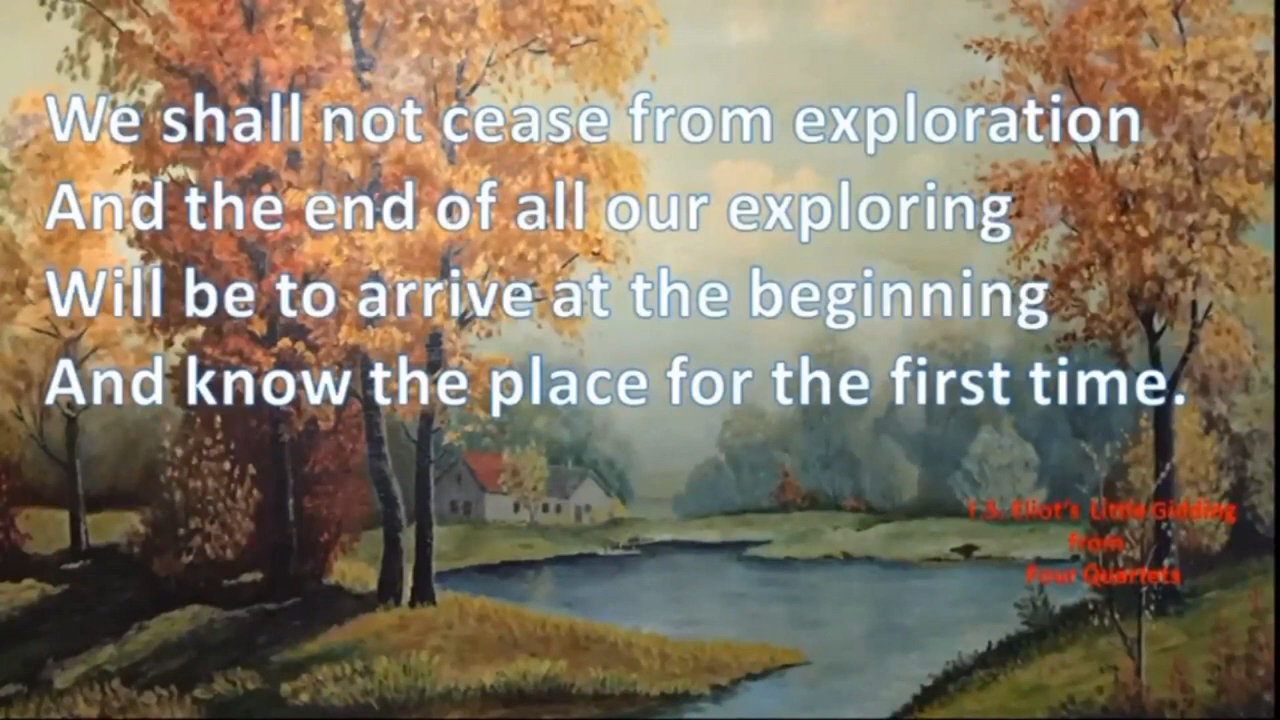 We shall not cease from exploration
And the end of all our exploring
Will be to arrive at the beginning
And know the place for the first time.
T.S. Eliot's Little Gidding
from
Four Quartets